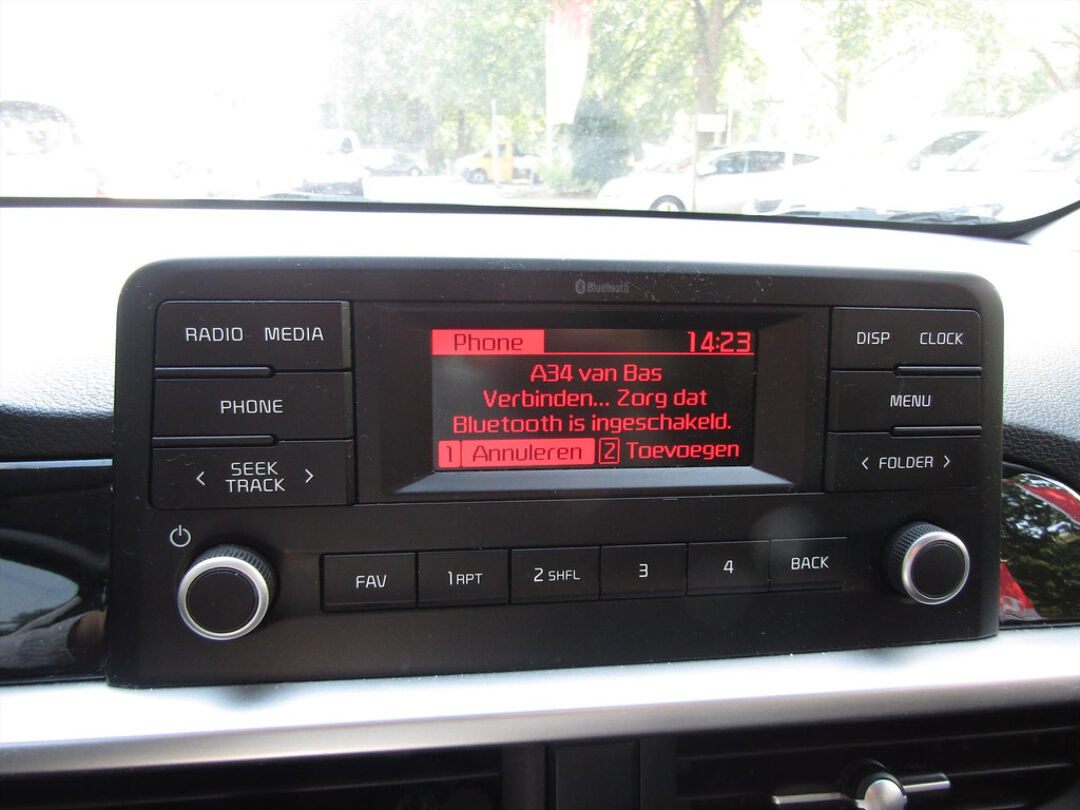 Bluetooth
RADIO MEDIA
PHONE
< SEEK TRACK >
Phone 14:23
A34 van Bas
Verbinden... Zorg dat
Bluetooth is ingeschakeld.
1 Annuleren 2 Toevoegen
DISP CLOCK
MENU
< FOLDER >
FAV 1 RPT 2 SHFL 3 4 BACK